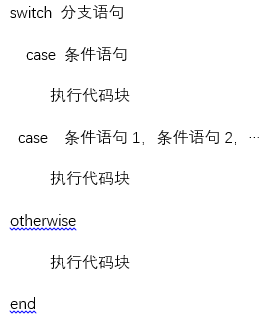 switch 分支语句
case 条件语句
执行代码块
case 条件语句 1，条件语句 2，…
执行代码块
otherwise
执行代码块
end